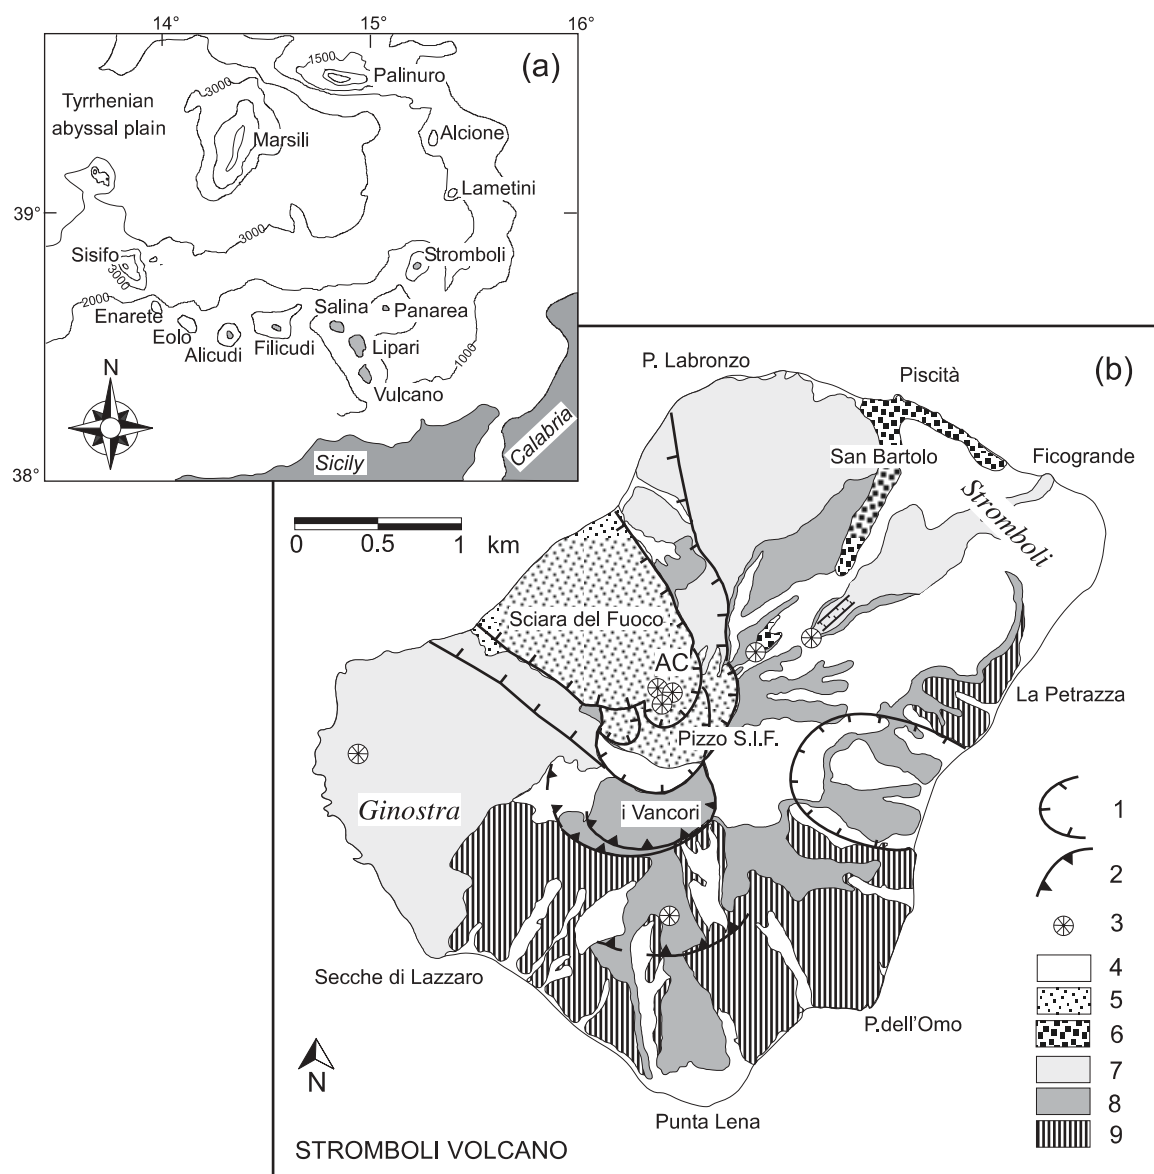 14°
15°
16°
(a)
1500
Palinuro
3000
Tyrrhenian
abyssal plain
Marsili
Alcione
Lametini
39°
3000
Sisifo
Stromboli
3000
2000
Enarete
Salina
Panarea
Eolo
Alicudi
Filicudi
Lipari
1000
N
Vulcano
Calabria
Sicily
38°
(b)
P. Labronzo
Piscità
San Bartolo
Ficogrande
Stromboli
0 0.5 1 km
Sciara del Fuoco
AC
La Petrazza
Pizzo S.I.F.
Ginostra
i Vancori
1
2
3
Secche di Lazzaro
4
5
P.dell'Omo
6
N
7
8
Punta Lena
9
STROMBOLI VOLCANO